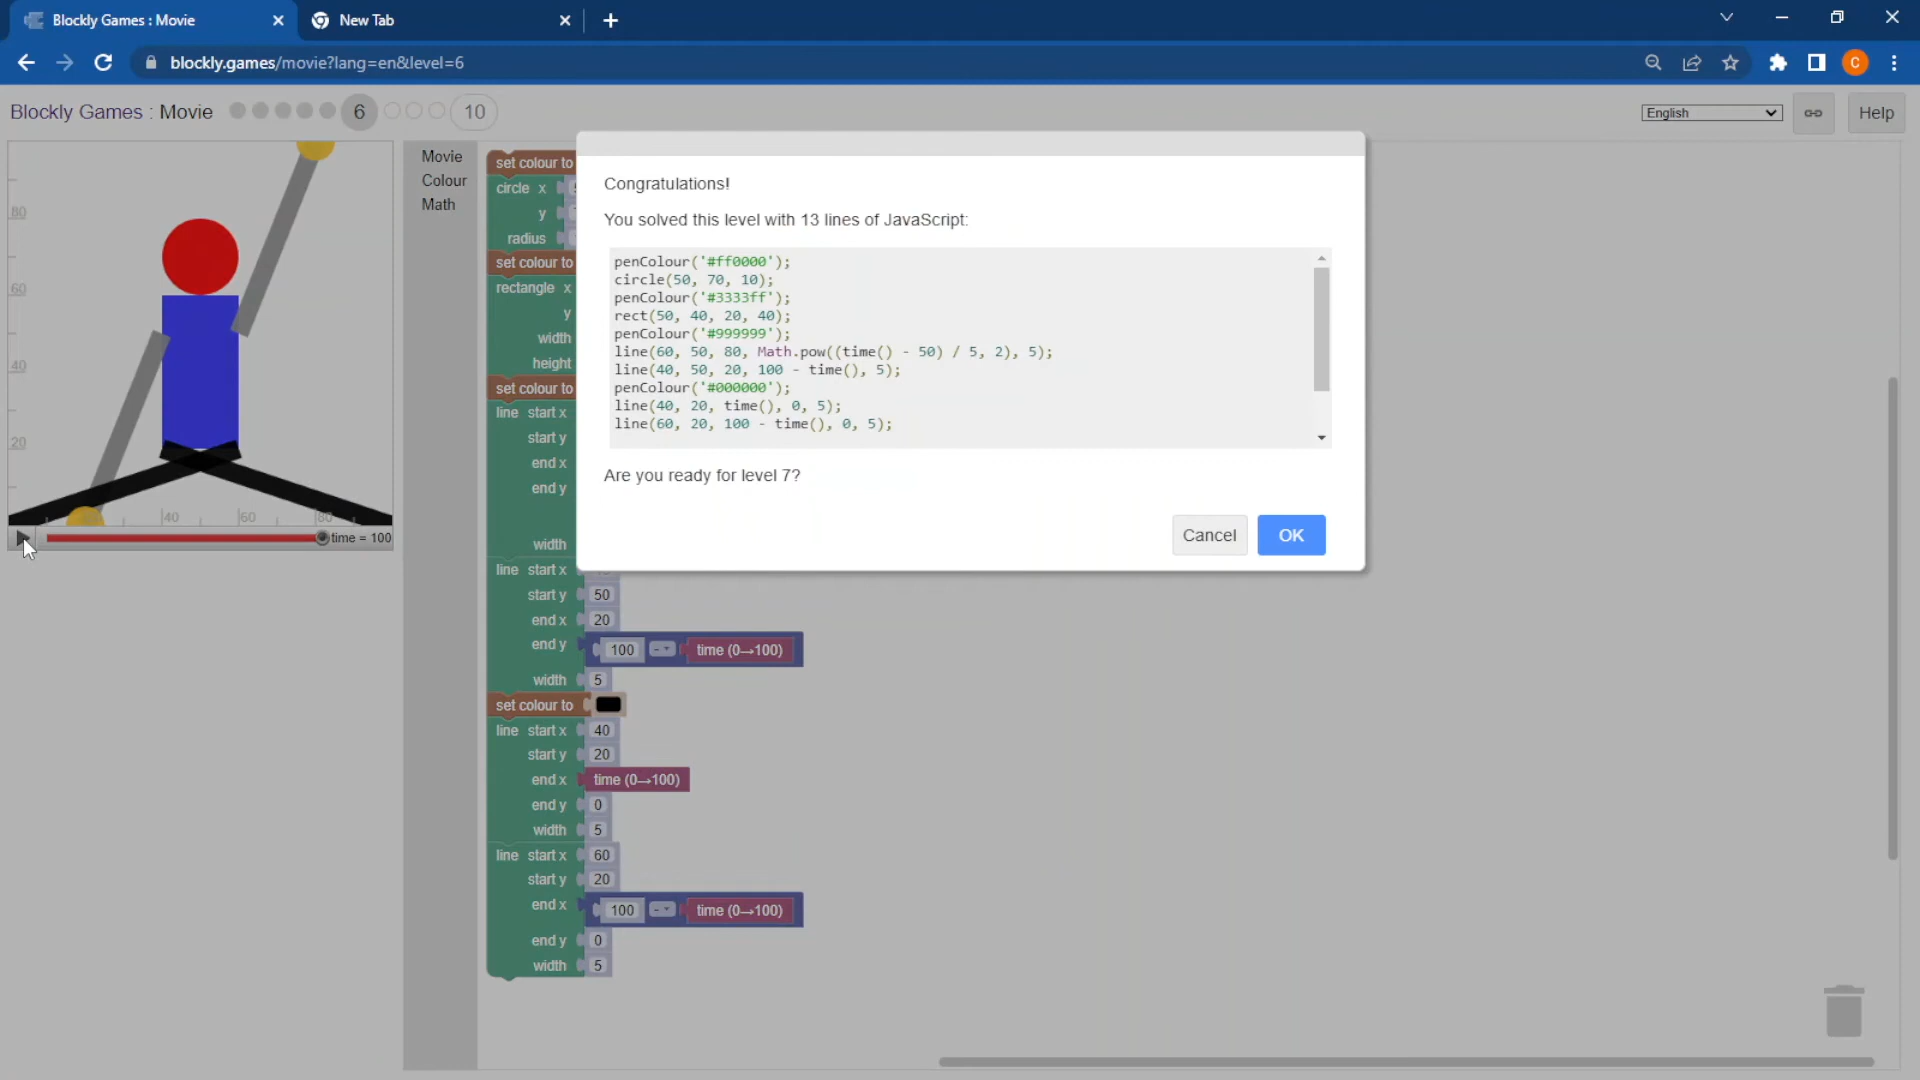 Blockly Games : Movie
New Tab
blockly.games/movie?lang=en&level=6
C
Blockly Games : Movie
6
10
English
Help
80
60
40
20
40
60
80
time = 100
Movie
Colour
Math
set colour to
circle x
y
radius
set colour to
rectangle x
y
width
height
set colour to
line start x
start y
end x
end y
width
line start x
start y 50
end x 20
end y 100 - time (0→100)
width 5
set colour to
line start x 40
start y 20
end x time (0→100)
end y 0
width 5
line start x 60
start y 20
end x 100 - time (0→100)
end y 0
width 5
Congratulations!
You solved this level with 13 lines of JavaScript:
penColour('#ff0000');
circle(50, 70, 10);
penColour('#3333ff');
rect(50, 40, 20, 40);
penColour('#999999');
line(60, 50, 80, Math.pow((time() - 50) / 5, 2), 5);
line(40, 50, 20, 100 - time(), 5);
penColour('#000000');
line(40, 20, time(), 0, 5);
line(60, 20, 100 - time(), 0, 5);
Are you ready for level 7?
Cancel
OK